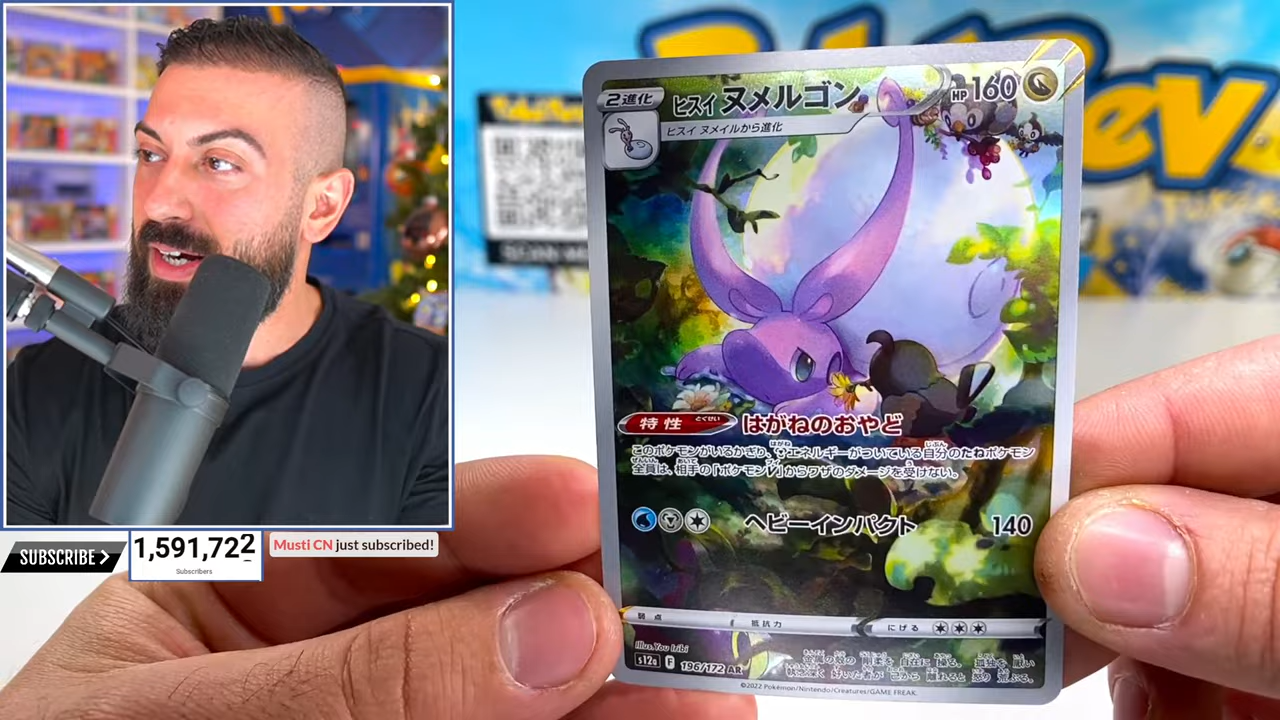 2進化
ヒスイ ヌメルゴン
HP 160
ヒスイ ヌメイルから進化
特性
とくせい
はがねのおやど
このポケモンがいるかぎり、エネルギーがついている自分のたねポケモン
全員は、相手の「ポケモンV」からワザのダメージを受けない。
ヘビーインパクト 140
弱点 抵抗力 にげる
Illus. You Iribi
s12a F 196/172 AR
©2022 Pokémon/Nintendo/Creatures/GAME FREAK.
SUBSCRIBE >
1,591,722
Subscribers
Musti CN just subscribed!